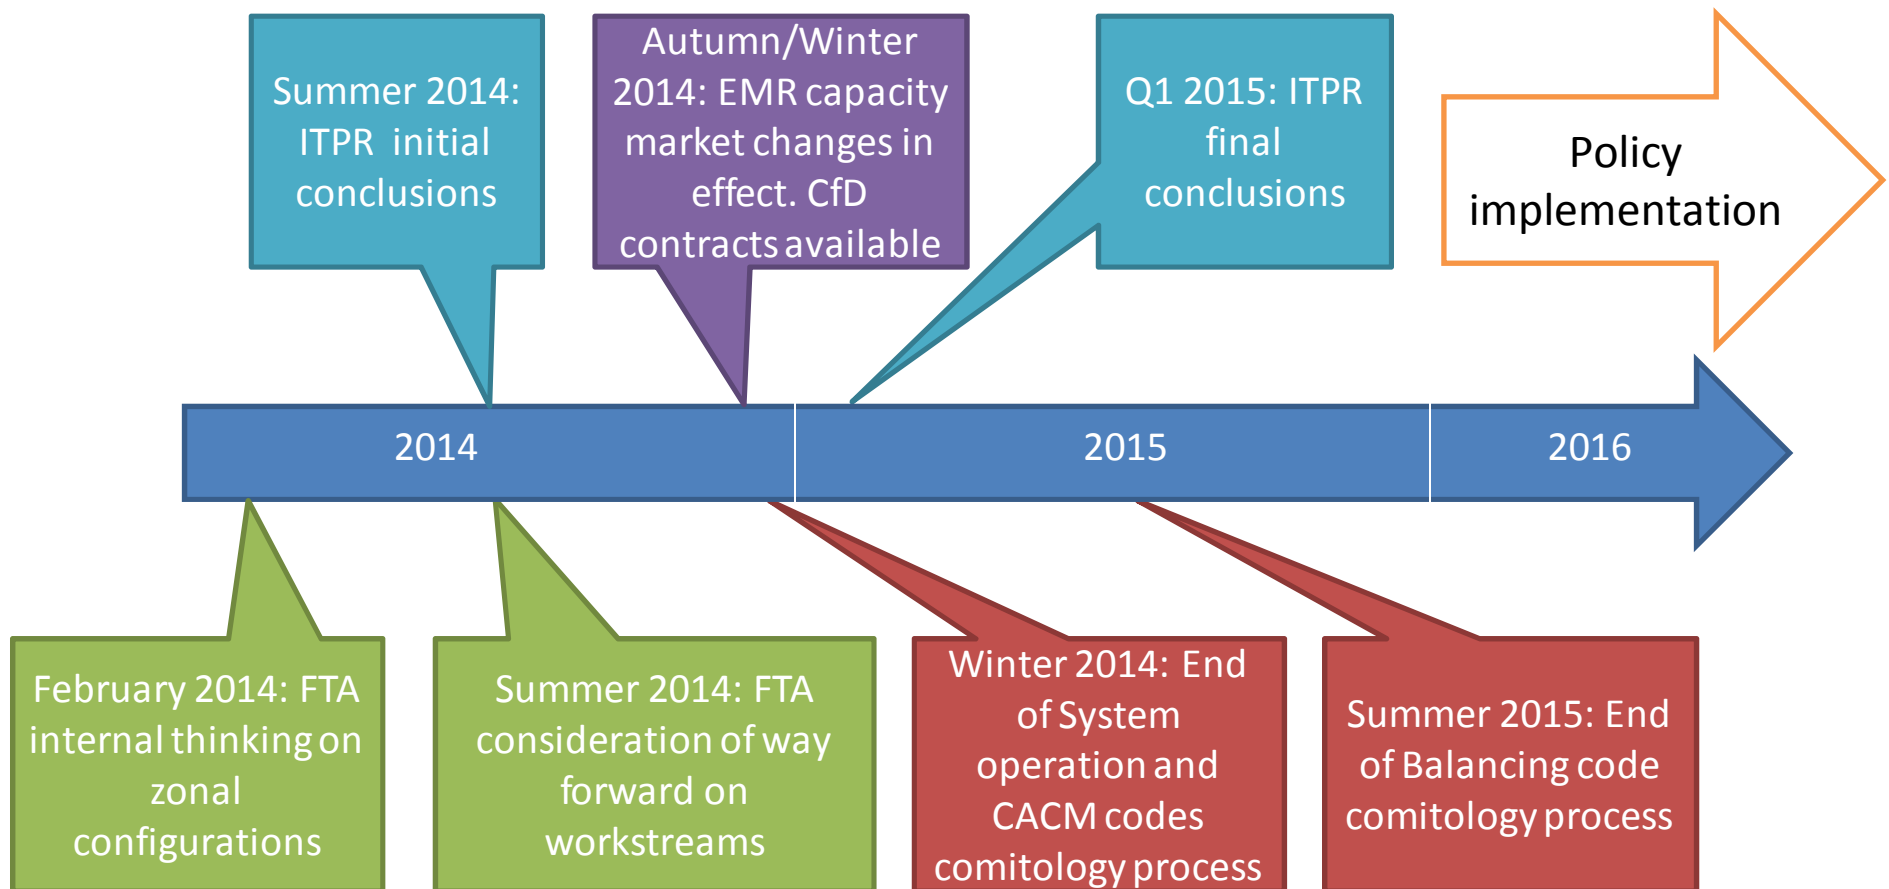 Summer 2014:
ITPR initial
conclusions
Autumn/Winter
2014: EMR capacity
market changes in
effect. CfD
contracts available
Q1 2015: ITPR
final
conclusions
Policy
implementation
2014
2015
2016
February 2014: FTA
internal thinking on
zonal
configurations
Summer 2014: FTA
consideration of way
forward on
workstreams
Winter 2014: End
of System
operation and
CACM codes
comitology process
Summer 2015: End
of Balancing code
comitology process